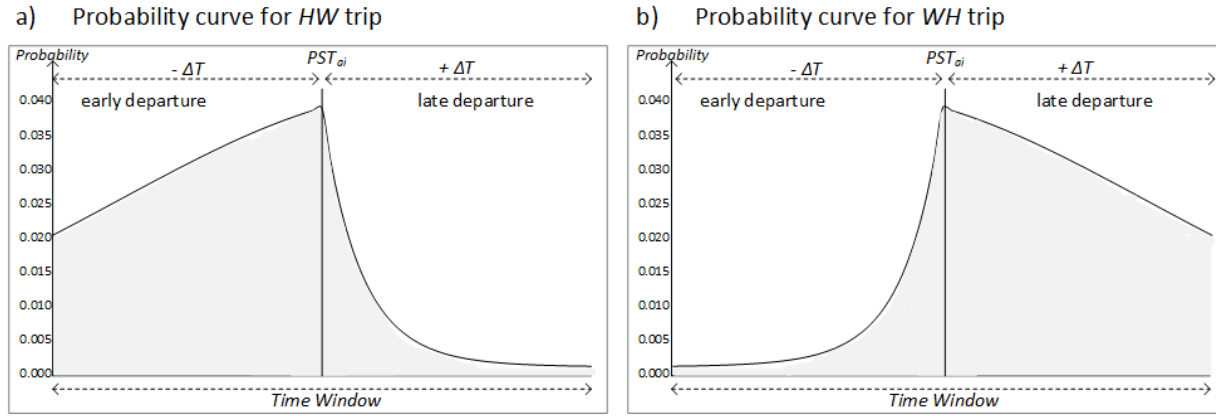 a) Probability curve for HW trip
Probability
PST_ai
- ΔT
+ ΔT
early departure
late departure
0.040
0.035
0.030
0.025
0.020
0.015
0.010
0.005
0.000
Time Window
b) Probability curve for WH trip
Probability
PST_ai
- ΔT
+ ΔT
early departure
late departure
0.040
0.035
0.030
0.025
0.020
0.015
0.010
0.005
0.000
Time Window